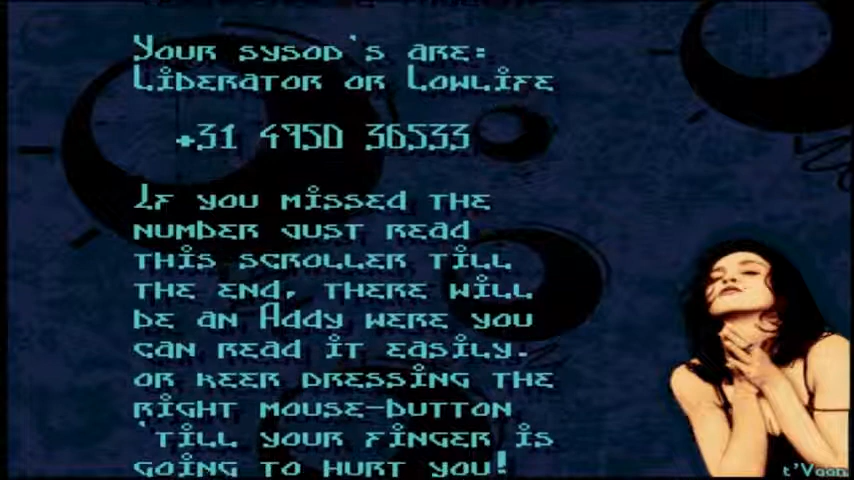 Your sysop's are:
Liberator or Lowlife
+31 4950 36533
If you missed the
number just read
this scroller till
the end, there will
be an Addy were you
can read it easily.
or keep pressing the
right mouse-button
'till your finger is
going to hurt you!